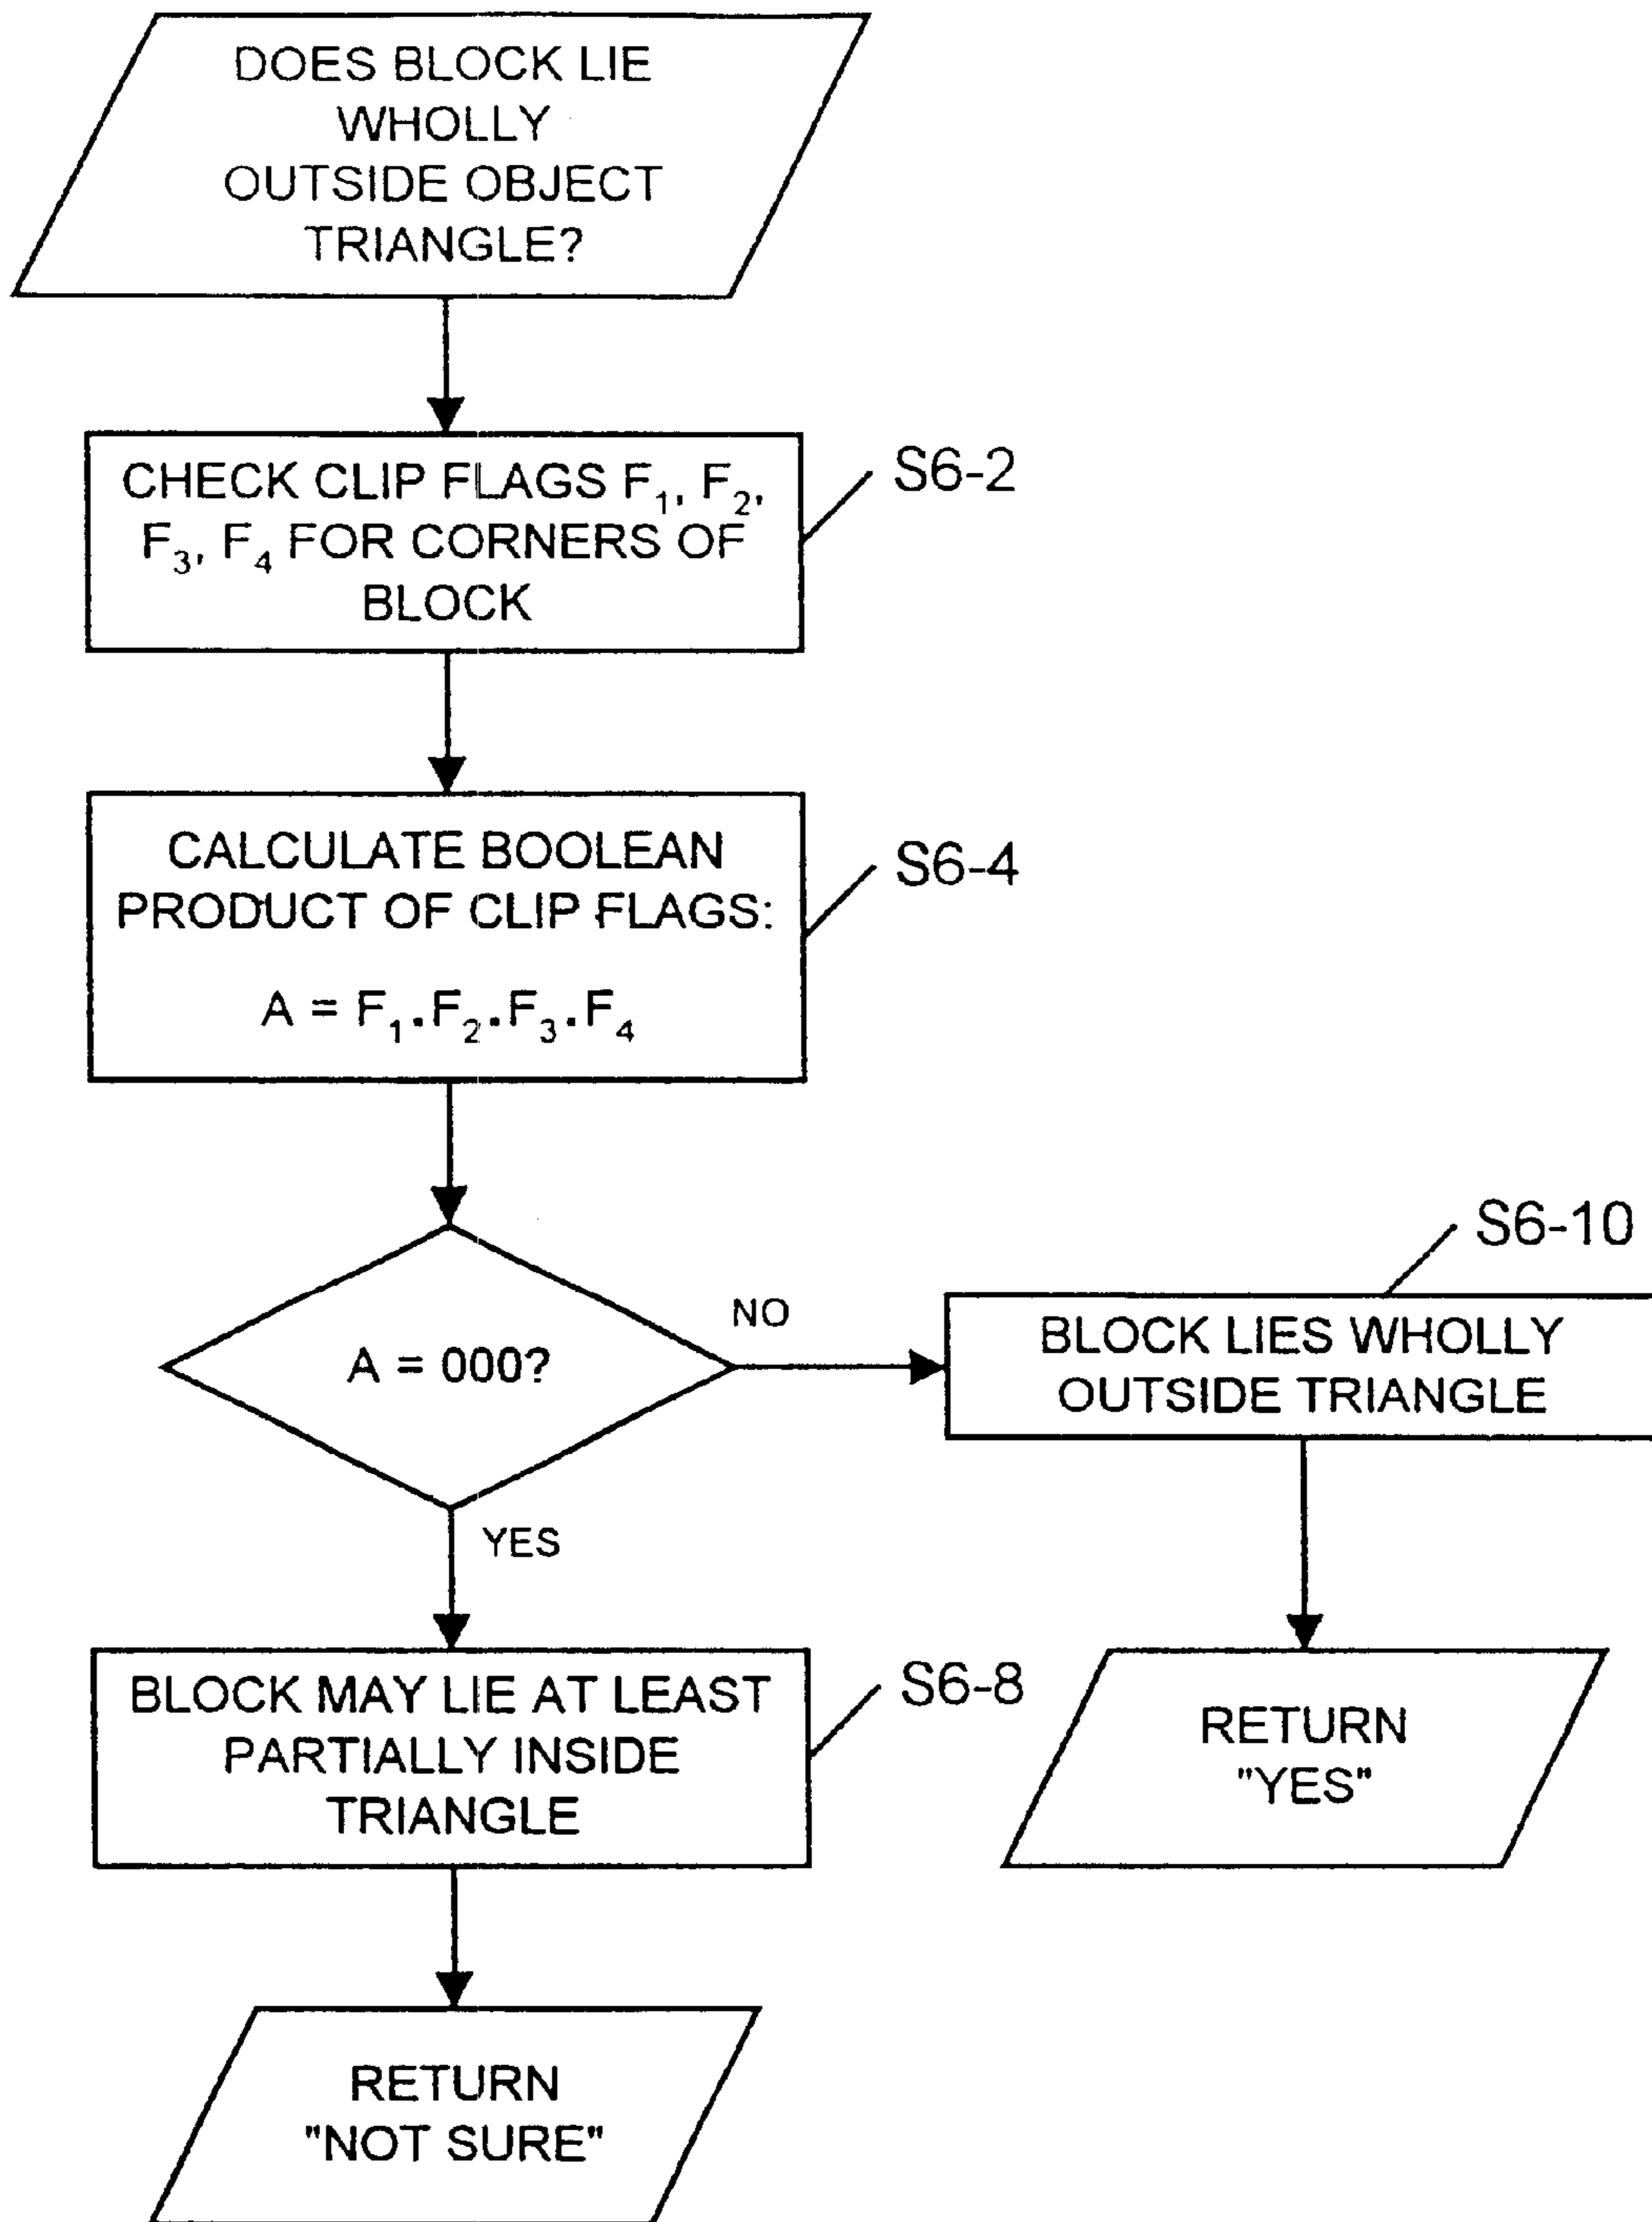 DOES BLOCK LIE
WHOLLY
OUTSIDE OBJECT
TRIANGLE?
CHECK CLIP FLAGS F₁, F₂,
F₃, F₄ FOR CORNERS OF
BLOCK
S6-2
CALCULATE BOOLEAN
PRODUCT OF CLIP FLAGS:
A = F₁.F₂.F₃.F₄
S6-4
A = 000?
NO
S6-10
BLOCK LIES WHOLLY
OUTSIDE TRIANGLE
YES
BLOCK MAY LIE AT LEAST
PARTIALLY INSIDE
TRIANGLE
S6-8
RETURN
"YES"
RETURN
"NOT SURE"